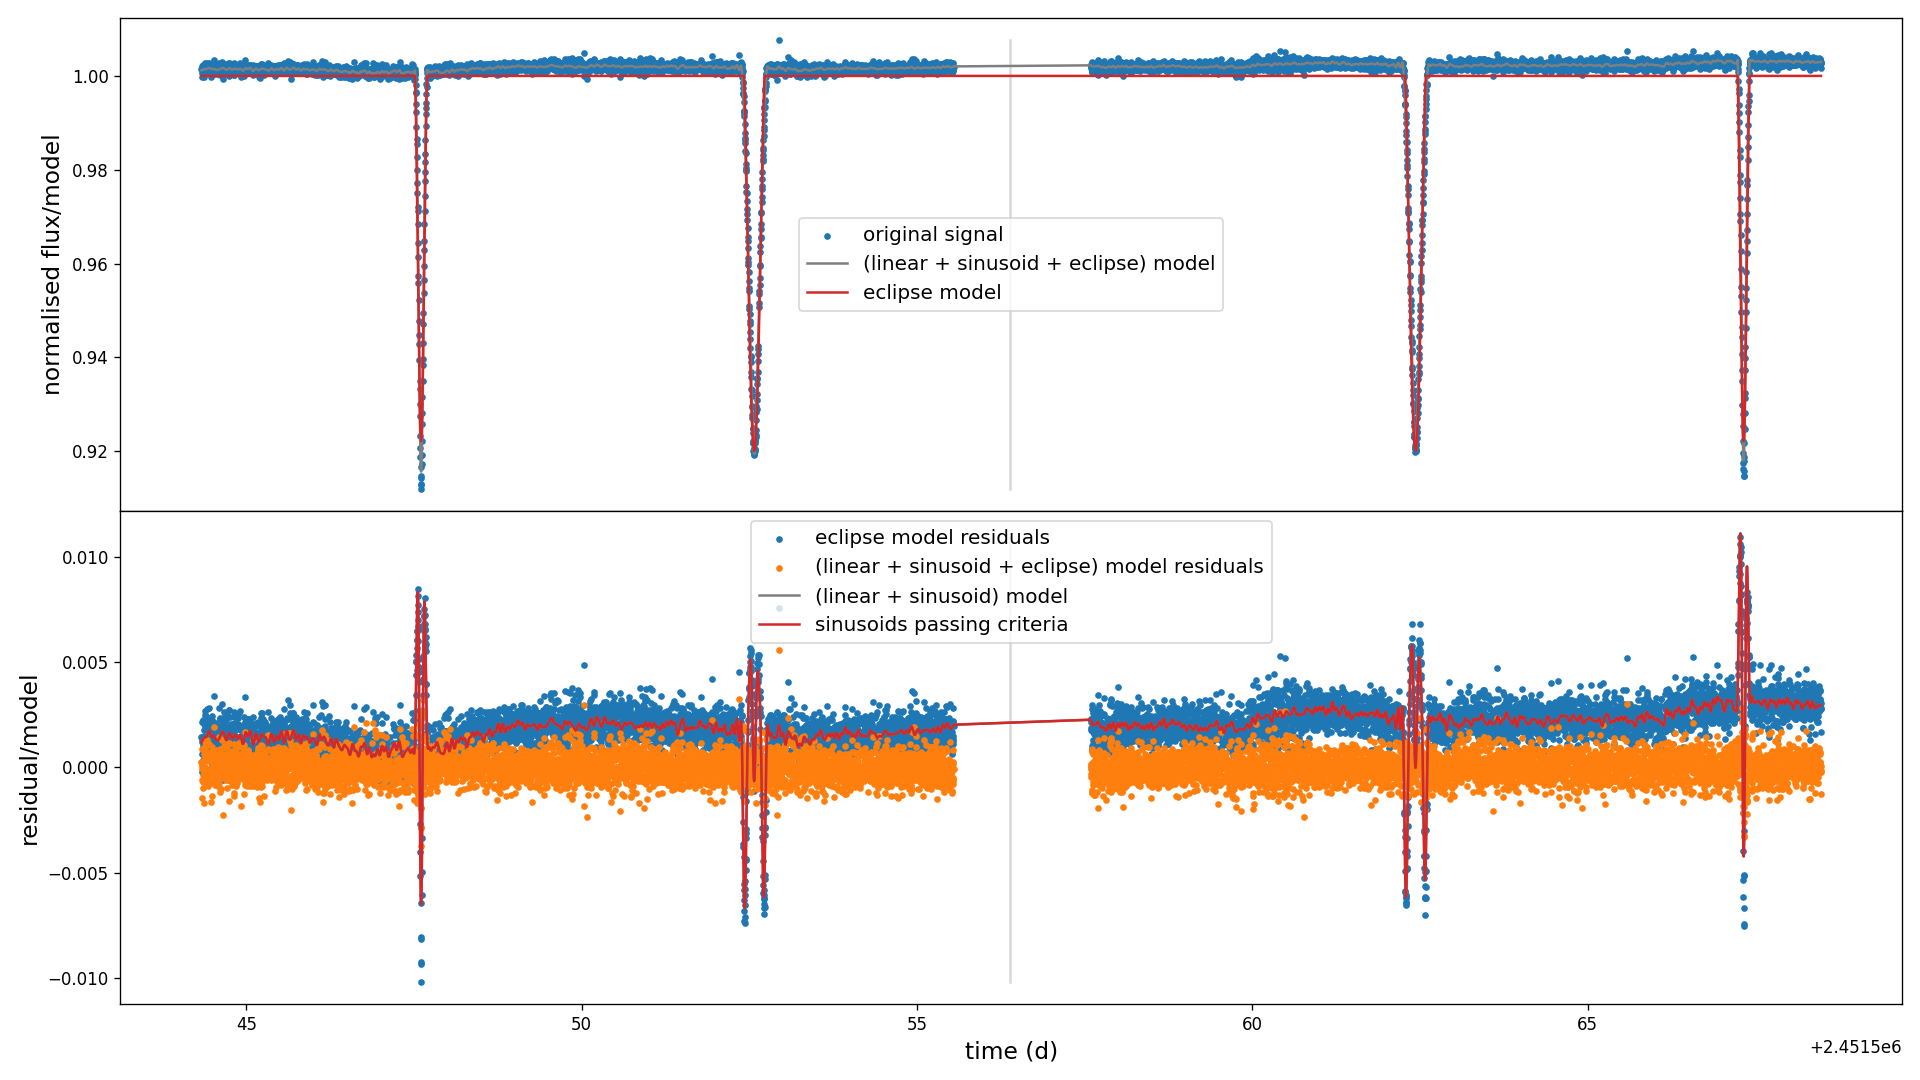 normalised flux/model
1.00
0.98
0.96
0.94
0.92
original signal
(linear + sinusoid + eclipse) model
eclipse model
residual/model
0.010
0.005
0.000
−0.005
−0.010
eclipse model residuals
(linear + sinusoid + eclipse) model residuals
(linear + sinusoid) model
sinusoids passing criteria
45
50
55
60
65
time (d)
+2.4515e6